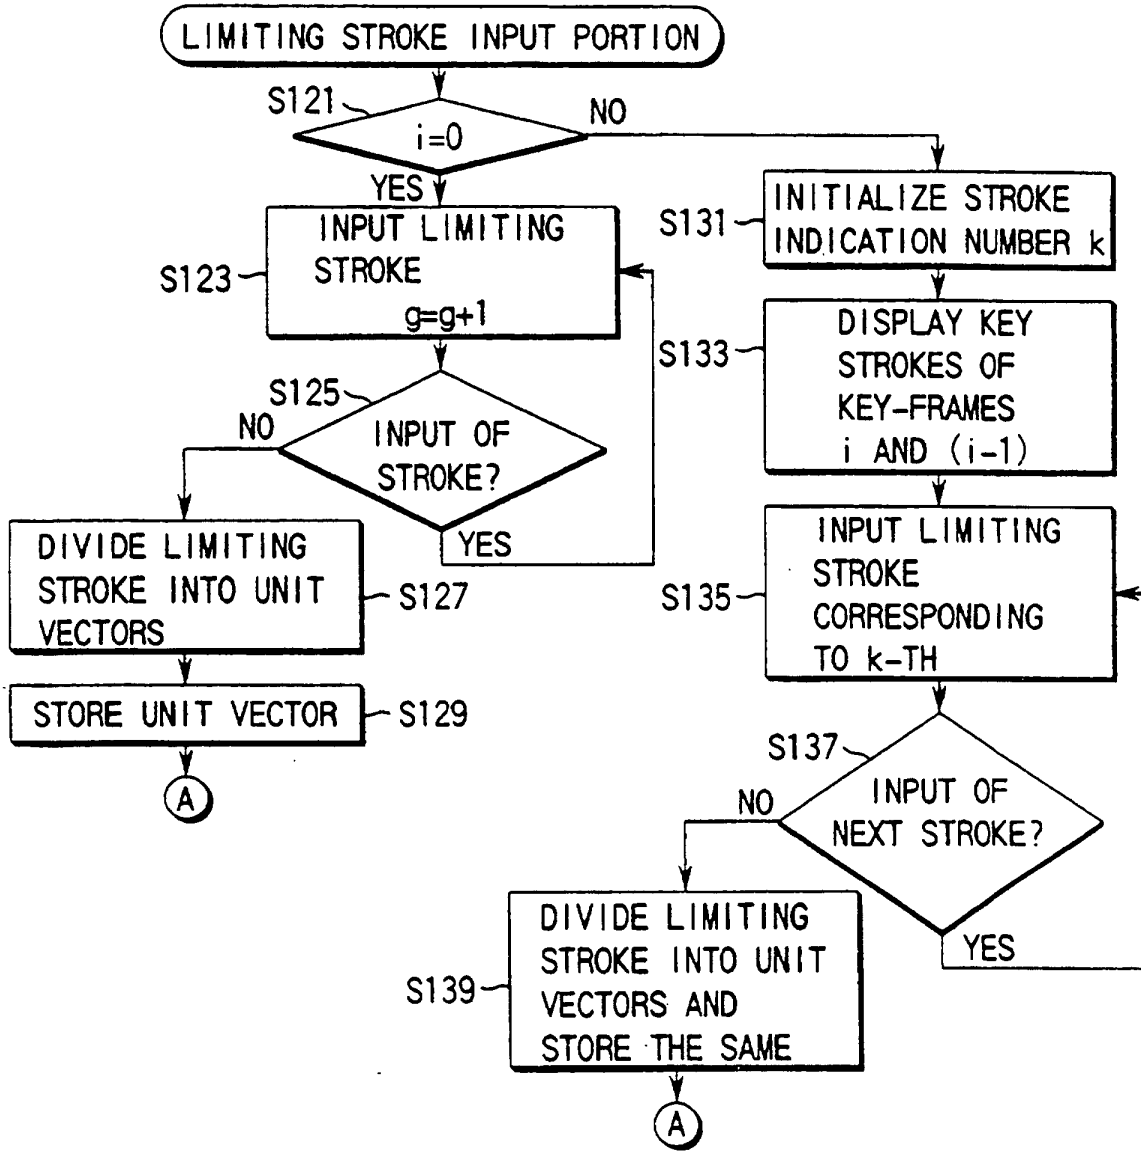 LIMITING STROKE INPUT PORTION
S121
i=0
NO
YES
S123
INPUT LIMITING
STROKE
g=g+1
S125
INPUT OF
STROKE?
NO
YES
DIVIDE LIMITING
STROKE INTO UNIT
VECTORS
S127
STORE UNIT VECTOR
S129
A
S131
INITIALIZE STROKE
INDICATION NUMBER k
S133
DISPLAY KEY
STROKES OF
KEY-FRAMES
i AND (i-1)
S135
INPUT LIMITING
STROKE
CORRESPONDING
TO k-TH
S137
INPUT OF
NEXT STROKE?
NO
YES
S139
DIVIDE LIMITING
STROKE INTO UNIT
VECTORS AND
STORE THE SAME
A